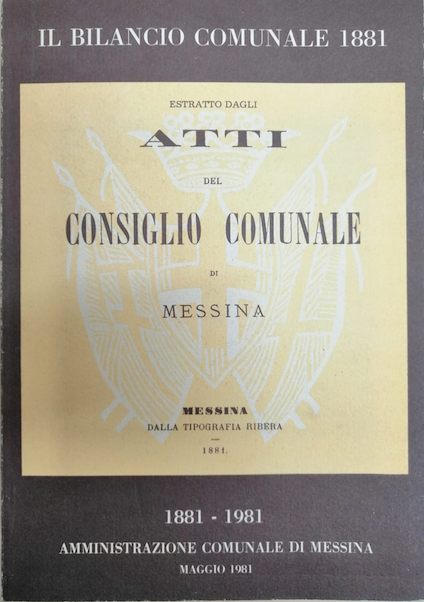 IL BILANCIO COMUNALE 1881
ESTRATTO DAGLI
ATTI
DEL
CONSIGLIO COMUNALE
DI
MESSINA
MESSINA
DALLA TIPOGRAFIA RIBERA
1881.
1881 - 1981
AMMINISTRAZIONE COMUNALE DI MESSINA
MAGGIO 1981